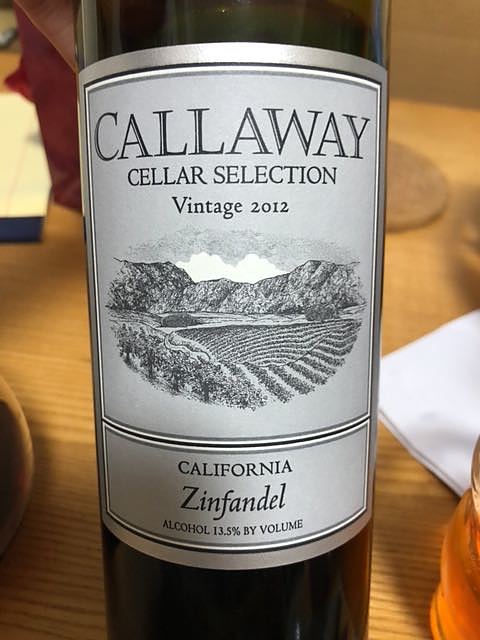 CALLAWAY
CELLAR SELECTION
Vintage 2012
CALIFORNIA
Zinfandel
ALCOHOL 13.5% BY VOLUME